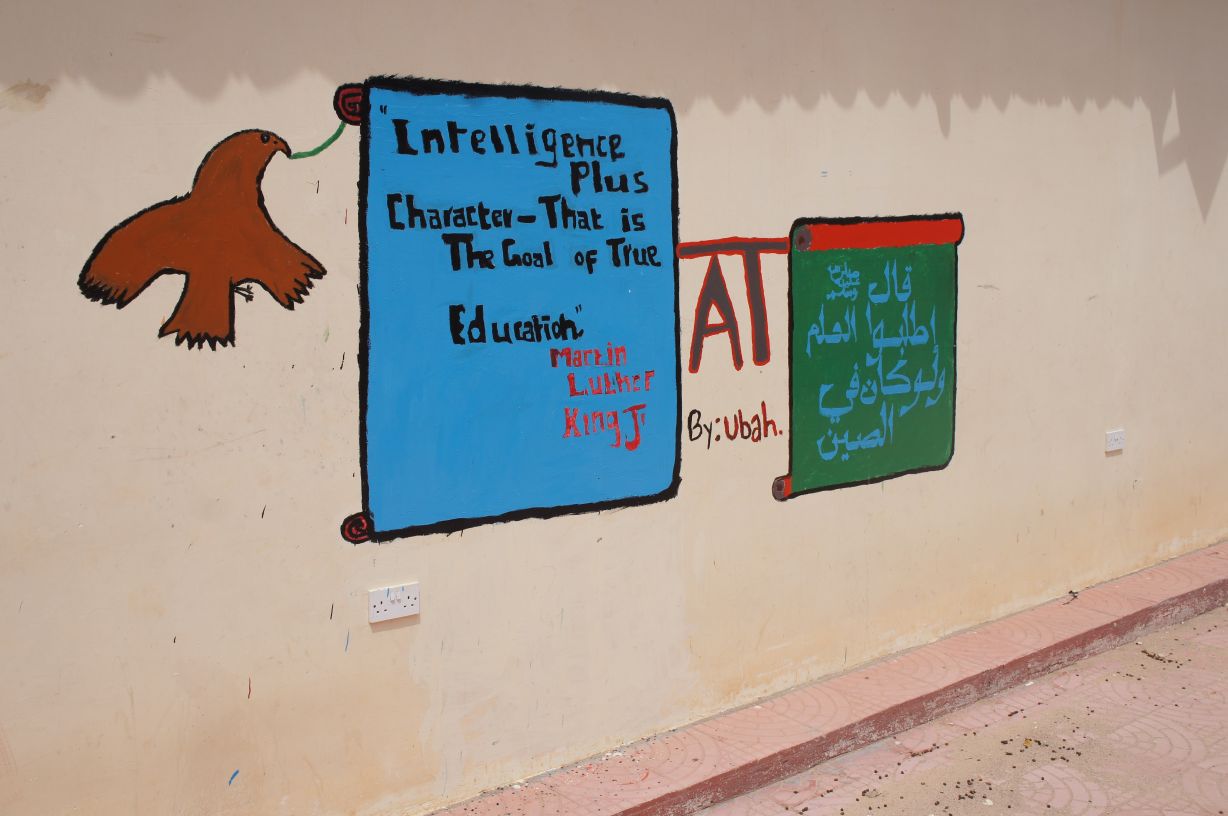 "Intelligence
Plus
Character-That is
The Goal of True
Education"
Martin
Luther
King Jr
AT
By: Ubah.
قال صلى الله عليه وسلم
اطلبوا العلم
ولو كان في
الصين